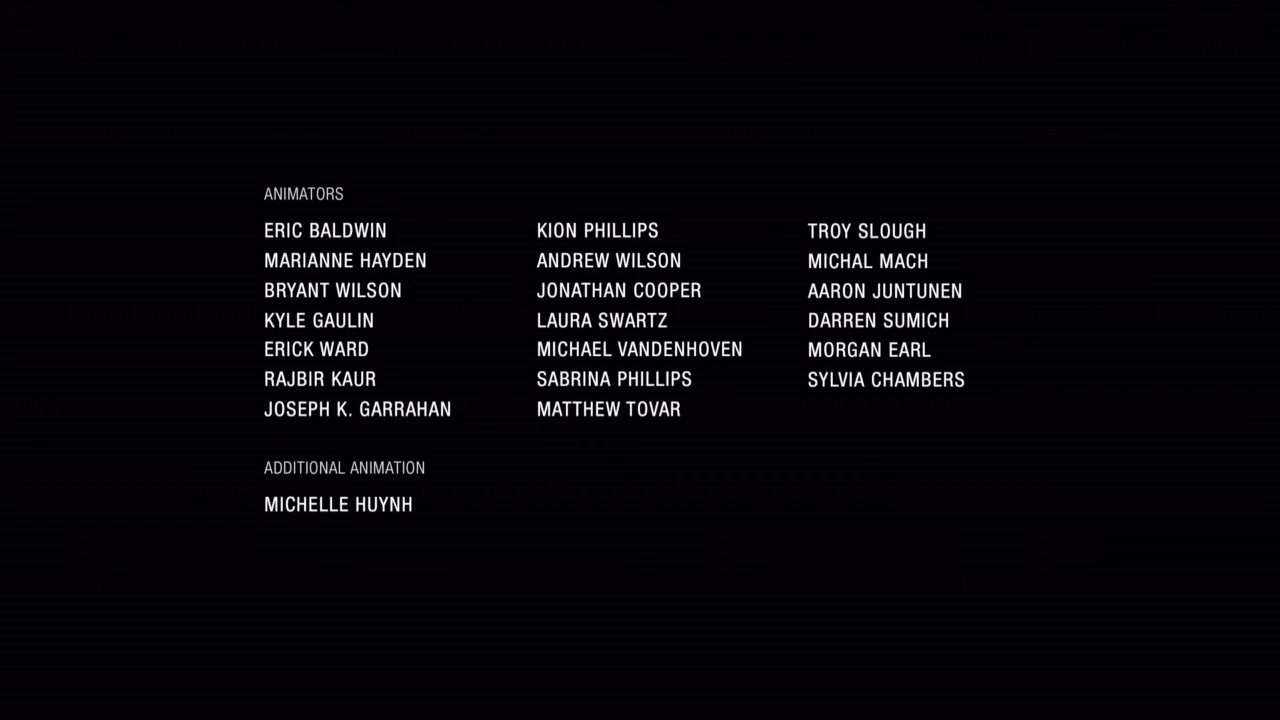 ANIMATORS
ERIC BALDWIN
MARIANNE HAYDEN
BRYANT WILSON
KYLE GAULIN
ERICK WARD
RAJBIR KAUR
JOSEPH K. GARRAHAN
KION PHILLIPS
ANDREW WILSON
JONATHAN COOPER
LAURA SWARTZ
MICHAEL VANDENHOVEN
SABRINA PHILLIPS
MATTHEW TOVAR
TROY SLOUGH
MICHAL MACH
AARON JUNTUNEN
DARREN SUMICH
MORGAN EARL
SYLVIA CHAMBERS
ADDITIONAL ANIMATION
MICHELLE HUYNH